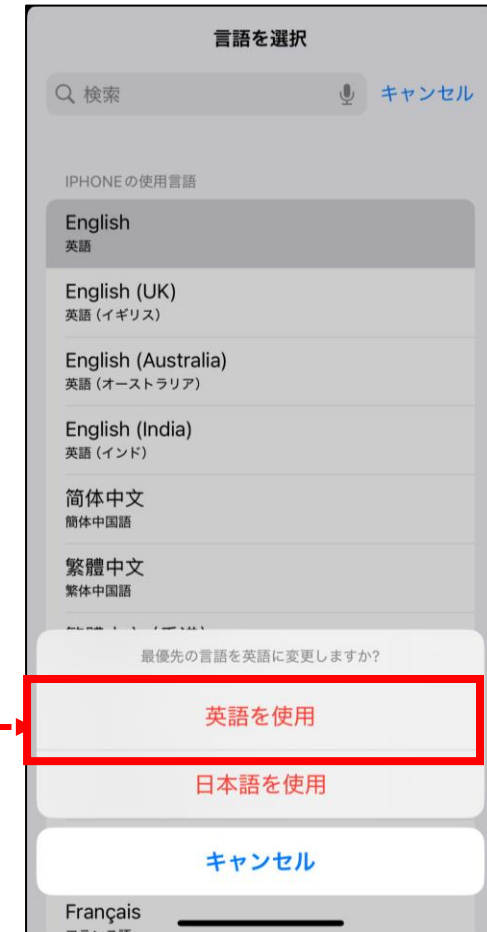 言語を選択
検索
キャンセル
IPHONEの使用言語
English
英語
English (UK)
英語（イギリス）
English (Australia)
英語（オーストラリア）
English (India)
英語（インド）
简体中文
簡体中国語
繁體中文
繁体中国語
最優先の言語を英語に変更しますか?
英語を使用
日本語を使用
キャンセル
Français